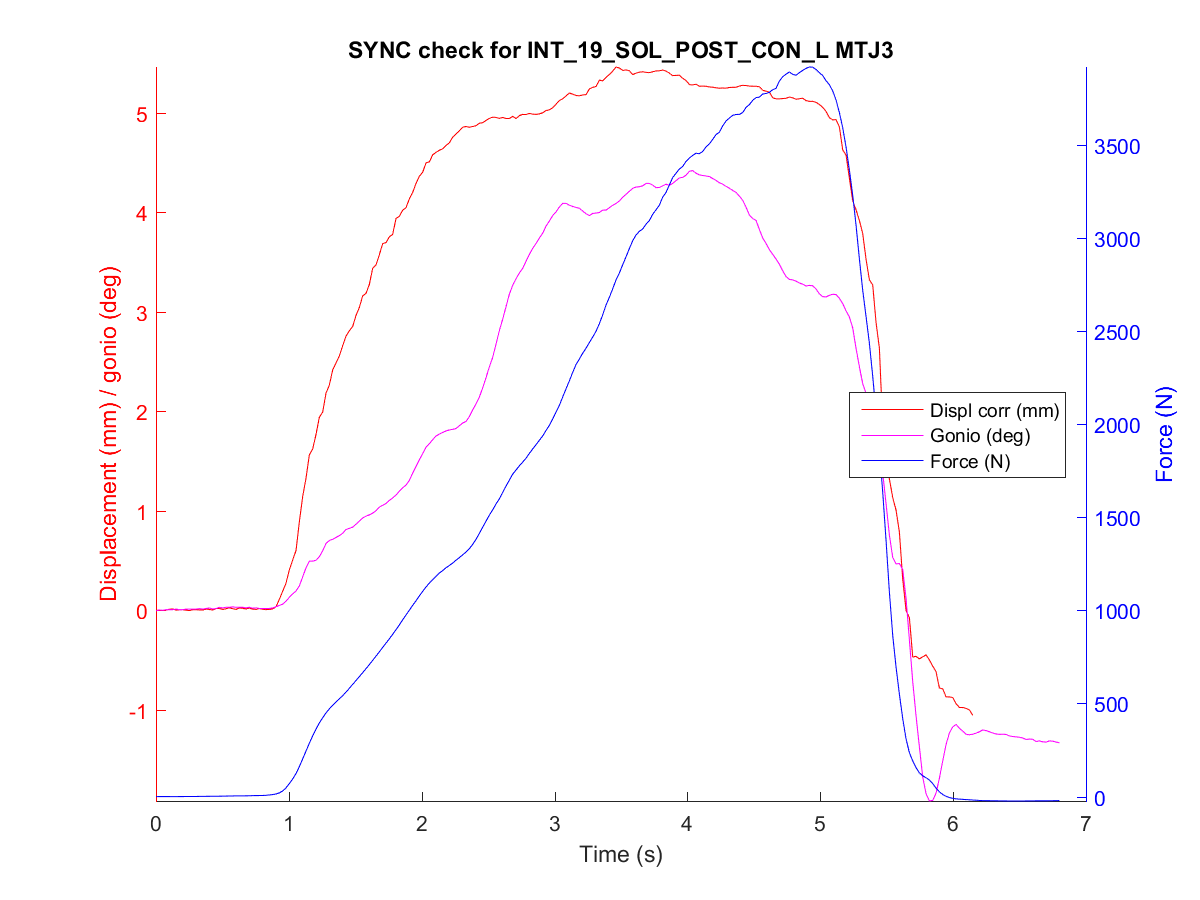 SYNC check for INT_19_SOL_POST_CON_L MTJ3
Displacement (mm) / gonio (deg)
5
4
3
2
1
0
-1
Force (N)
3500
3000
2500
2000
1500
1000
500
0
Displ corr (mm)
Gonio (deg)
Force (N)
0 1 2 3 4 5 6 7
Time (s)